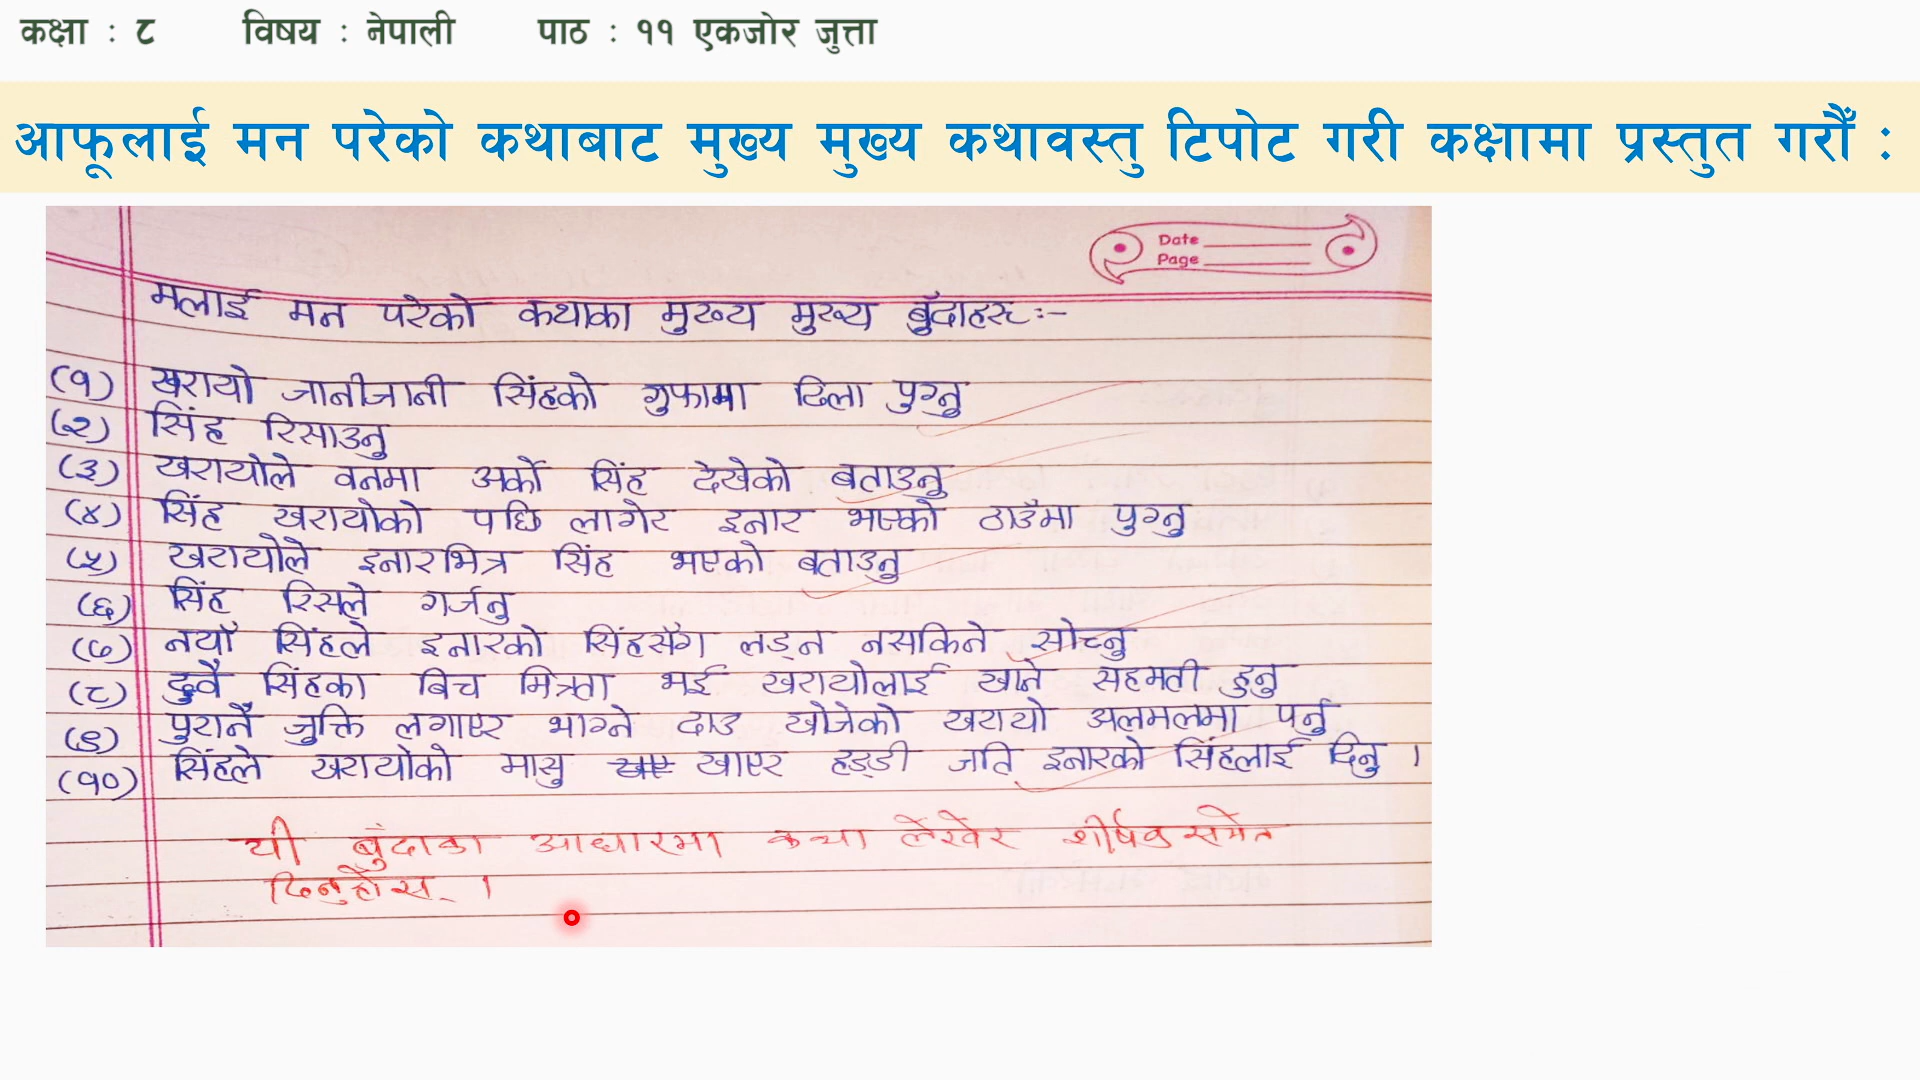 कक्षा : ८ विषय : नेपाली पाठ : ११ एकजोर जुत्ता
आफूलाई मन परेको कथाबाट मुख्य मुख्य कथावस्तु टिपोट गरी कक्षामा प्रस्तुत गरौँ :
Date
Page
मलाई मन परेको कथाका मुख्य मुख्य बुँदाहरू :-
(१) खरायो जानीजानी सिंहको गुफामा ढिला पुग्नु
(२) सिंह रिसाउनु
(३) खरायोले वनमा अर्को सिंह देखेको बताउनु
(४) सिंह खरायोको पछि लागेर इनार भएको ठाउँमा पुग्नु
(५) खरायोले इनारभित्र सिंह भएको बताउनु
(६) सिंह रिसले गर्जनु
(७) नयाँ सिंहले इनारको सिंहसँग लड्न नसकिने सोच्नु
(८) दुवै सिंहका बिच मित्रता भई खरायोलाई खाने सहमती हुनु
(९) पुरानै जुक्ति लगाएर भाग्ने दाउ खोजेको खरायो अलमलमा पर्नु
(१०) सिंहले खरायोको मासु खाएर हड्डी जति इनारको सिंहलाई दिनु ।
यी बुँदाका आधारमा कथा लेखेर शीर्षक समेत
दिनुहोस् ।